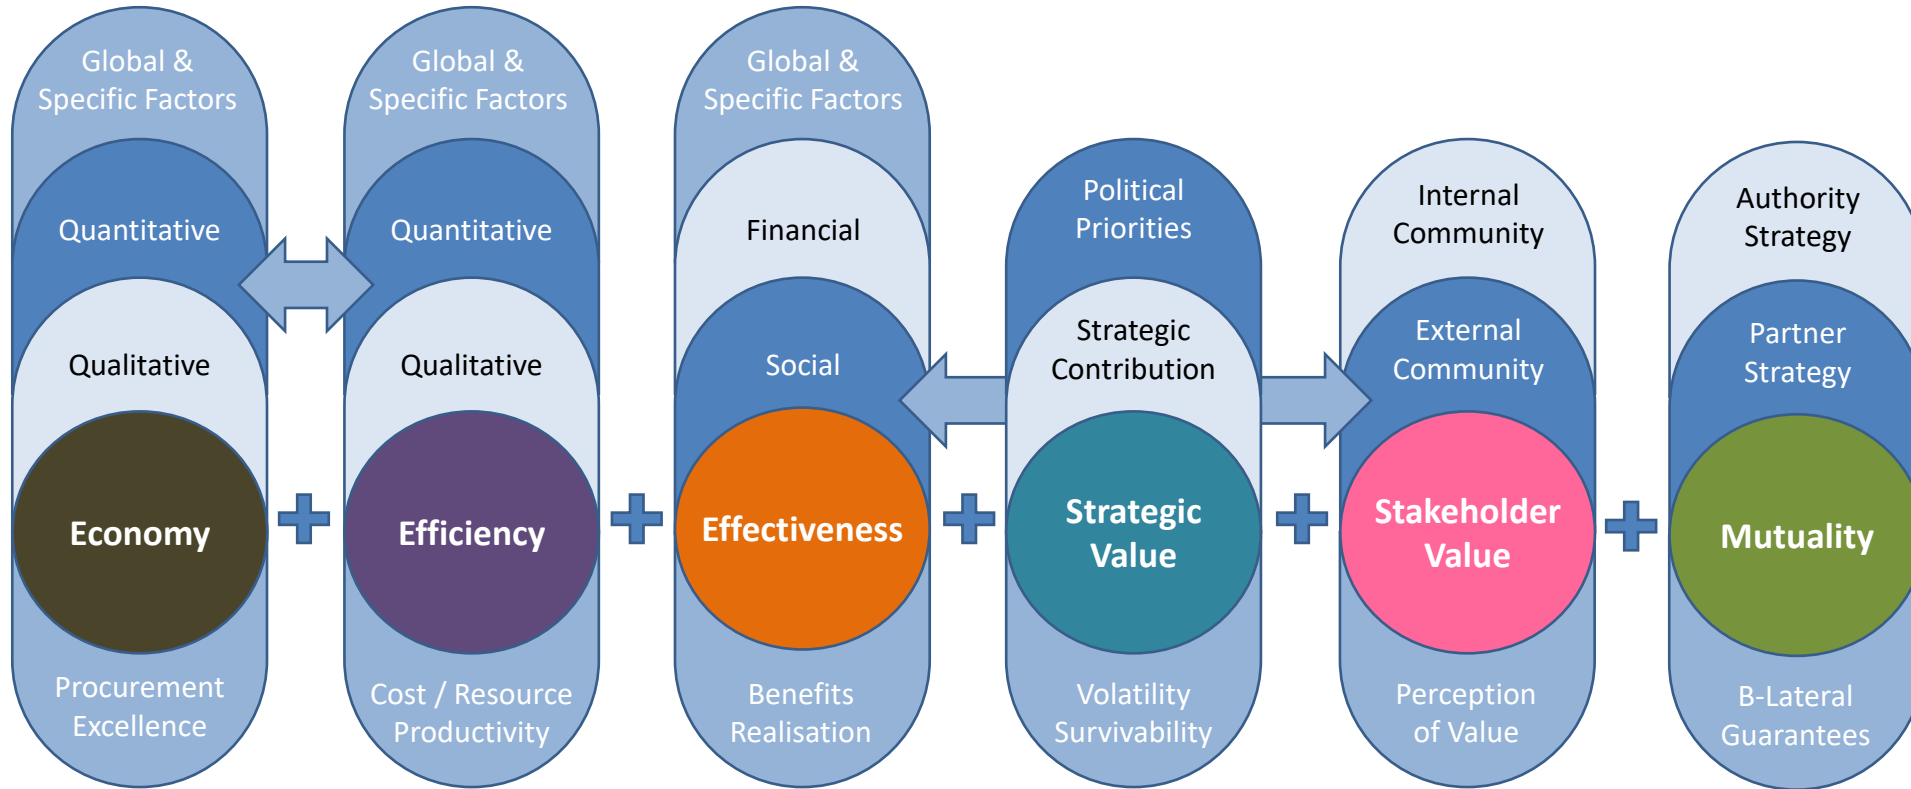 Global &
Specific Factors
Quantitative
Qualitative
Economy
Procurement
Excellence
Global &
Specific Factors
Quantitative
Qualitative
Efficiency
Cost / Resource
Productivity
Global &
Specific Factors
Financial
Social
Effectiveness
Benefits
Realisation
Political
Priorities
Strategic
Contribution
Strategic
Value
Volatility
Survivability
Internal
Community
External
Community
Stakeholder
Value
Perception
of Value
Authority
Strategy
Partner
Strategy
Mutuality
B-Lateral
Guarantees